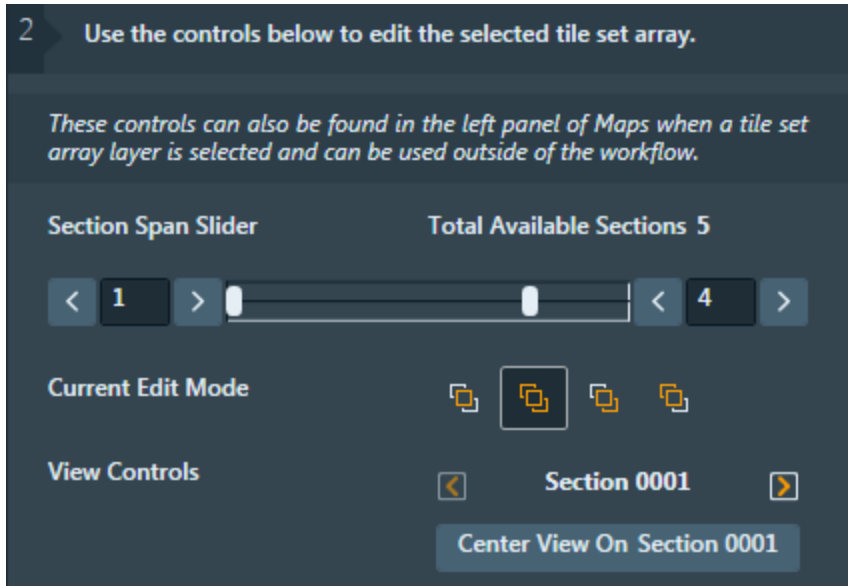 2
Use the controls below to edit the selected tile set array.
These controls can also be found in the left panel of Maps when a tile set
array layer is selected and can be used outside of the workflow.
Section Span Slider
Total Available Sections 5
1
4
Current Edit Mode
View Controls
Section 0001
Center View On Section 0001